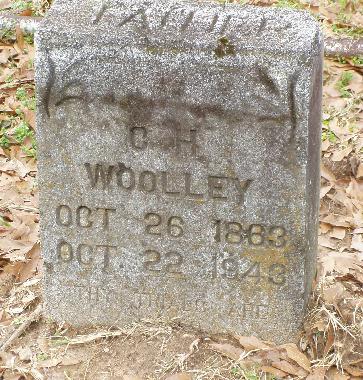 FATHER
C H
WOOLLEY
OCT 26 1863
OCT. 22 1943